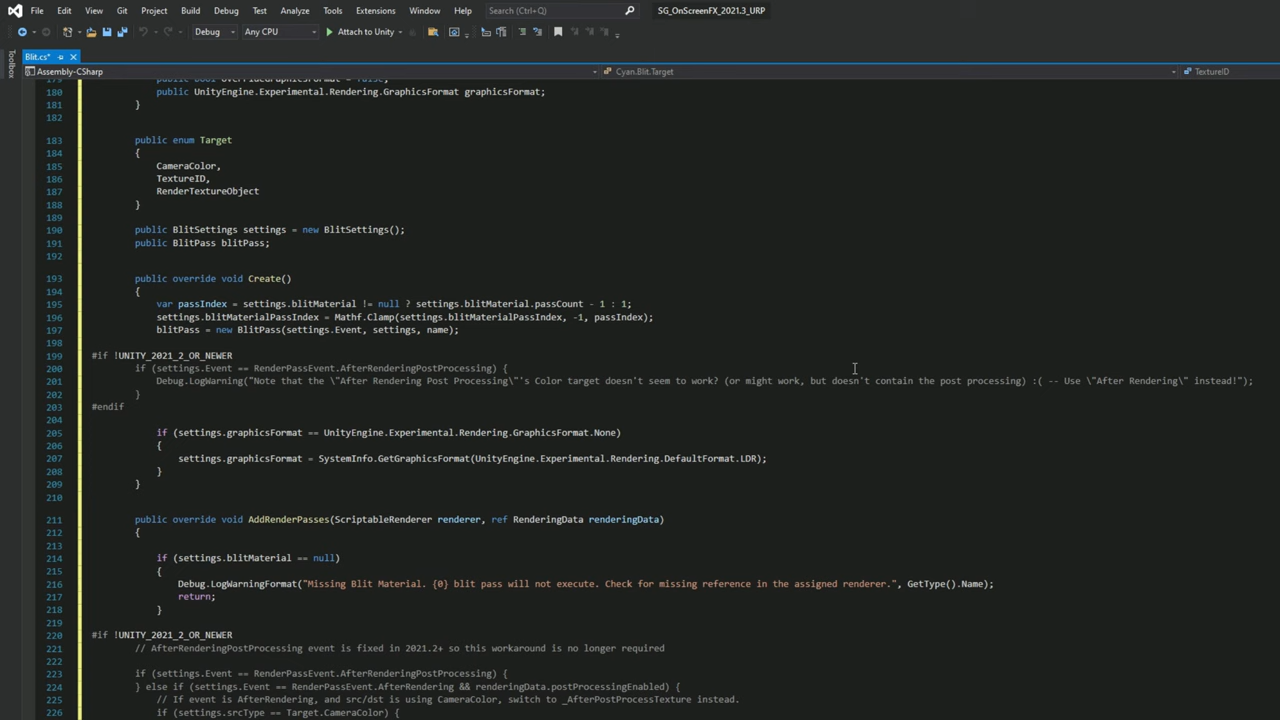 File Edit View Git Project Build Debug Test Analyze Tools Extensions Window Help Search (Ctrl+Q) SG_OnScreenFX_2021.3_URP
Debug Any CPU Attach to Unity
Toolbox
Blit.cs*
Assembly-CSharp Cyan.Blit.Target TextureID
179 public bool overrideGraphicsFormat = false;
180 public UnityEngine.Experimental.Rendering.GraphicsFormat graphicsFormat;
181 }
182
183 public enum Target
184 {
185 CameraColor,
186 TextureID,
187 RenderTextureObject
188 }
189
190 public BlitSettings settings = new BlitSettings();
191 public BlitPass blitPass;
192
193 public override void Create()
194 {
195 var passIndex = settings.blitMaterial != null ? settings.blitMaterial.passCount - 1 : 1;
196 settings.blitMaterialPassIndex = Mathf.Clamp(settings.blitMaterialPassIndex, -1, passIndex);
197 blitPass = new BlitPass(settings.Event, settings, name);
198
199 #if !UNITY_2021_2_OR_NEWER
200 if (settings.Event == RenderPassEvent.AfterRenderingPostProcessing) {
201 Debug.LogWarning("Note that the \"After Rendering Post Processing\"'s Color target doesn't seem to work? (or might work, but doesn't contain the post processing) :( -- Use \"After Rendering\" instead!");
202 }
203 #endif
204
205 if (settings.graphicsFormat == UnityEngine.Experimental.Rendering.GraphicsFormat.None)
206 {
207 settings.graphicsFormat = SystemInfo.GetGraphicsFormat(UnityEngine.Experimental.Rendering.DefaultFormat.LDR);
208 }
209 }
210
211 public override void AddRenderPasses(ScriptableRenderer renderer, ref RenderingData renderingData)
212 {
213
214 if (settings.blitMaterial == null)
215 {
216 Debug.LogWarningFormat("Missing Blit Material. {0} blit pass will not execute. Check for missing reference in the assigned renderer.", GetType().Name);
217 return;
218 }
219
220 #if !UNITY_2021_2_OR_NEWER
221 // AfterRenderingPostProcessing event is fixed in 2021.2+ so this workaround is no longer required
222
223 if (settings.Event == RenderPassEvent.AfterRenderingPostProcessing) {
224 } else if (settings.Event == RenderPassEvent.AfterRendering && renderingData.postProcessingEnabled) {
225 // If event is AfterRendering, and src/dst is using CameraColor, switch to _AfterPostProcessTexture instead.
226 if (settings.srcType == Target.CameraColor) {